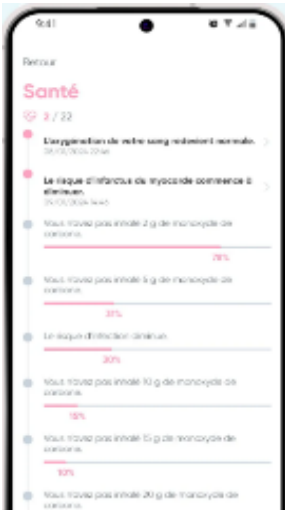 9:41
Retour
Santé
2 / 22
L'oxygénation de votre sang redevient normale.
Le risque d'infarctus du myocarde commence à
diminuer.
Vous n'avez pas inhalé 2 g de monoxyde de
carbone.
78%
Vous n'avez pas inhalé 5 g de monoxyde de
carbone.
31%
Le risque d'infection diminue.
30%
Vous n'avez pas inhalé 10 g de monoxyde de
carbone.
15%
Vous n'avez pas inhalé 15 g de monoxyde de
carbone.
10%
Vous n'avez pas inhalé 20 g de monoxyde de
carbone.